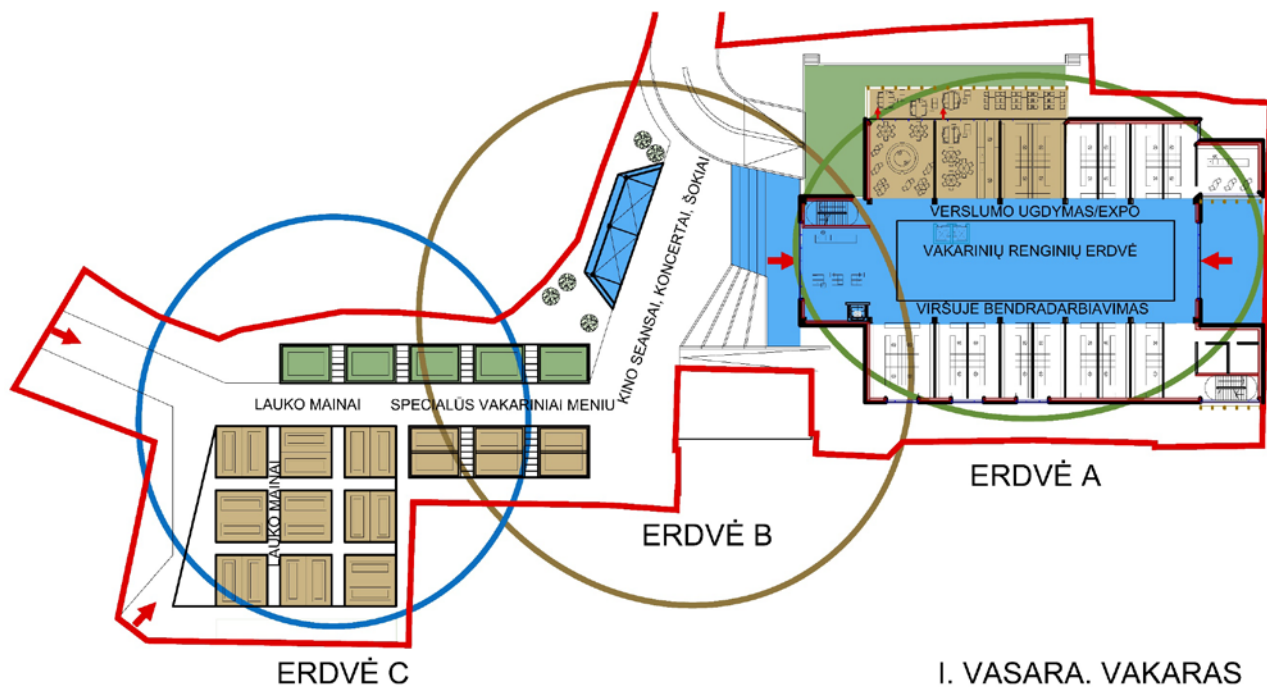 VERSLUMO UGDYMAS/EXPO
VAKARINIŲ RENGINIŲ ERDVĖ
VIRŠUJE BENDRADARBIAVIMAS
KINO SEANSAI, KONCERTAI, ŠOKIAI
LAUKO MAINAI
SPECIALŪS VAKARINIAI MENIU
LAUKO MAINAI
ERDVĖ A
ERDVĖ B
ERDVĖ C
I. VASARA. VAKARAS